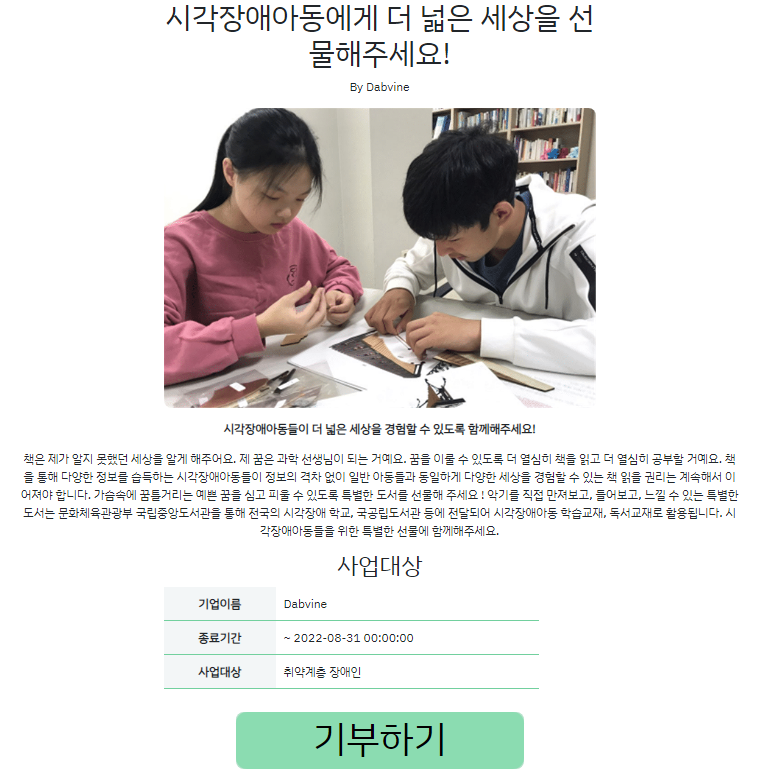 시각장애아동에게 더 넓은 세상을 선
물해주세요!
By Dabvine
시각장애아동들이 더 넓은 세상을 경험할 수 있도록 함께해주세요!
책은 제가 알지 못했던 세상을 알게 해주어요. 제 꿈은 과학 선생님이 되는 거예요. 꿈을 이룰 수 있도록 더 열심히 책을 읽고 더 열심히 공부할 거예요. 책
을 통해 다양한 정보를 습득하는 시각장애아동들이 정보의 격차 없이 일반 아동들과 동일하게 다양한 세상을 경험할 수 있는 책 읽을 권리는 계속해서 이
어져야 합니다. 가슴속에 꿈틀거리는 예쁜 꿈을 심고 피울 수 있도록 특별한 도서를 선물해 주세요 ! 악기를 직접 만져보고, 들어보고, 느낄 수 있는 특별한
도서는 문화체육관광부 국립중앙도서관을 통해 전국의 시각장애 학교, 국공립도서관 등에 전달되어 시각장애아동 학습교재, 독서교재로 활용됩니다. 시
각장애아동들을 위한 특별한 선물에 함께해주세요.
사업대상
기업이름 Dabvine
종료기간 ~ 2022-08-31 00:00:00
사업대상 취약계층 장애인
기부하기